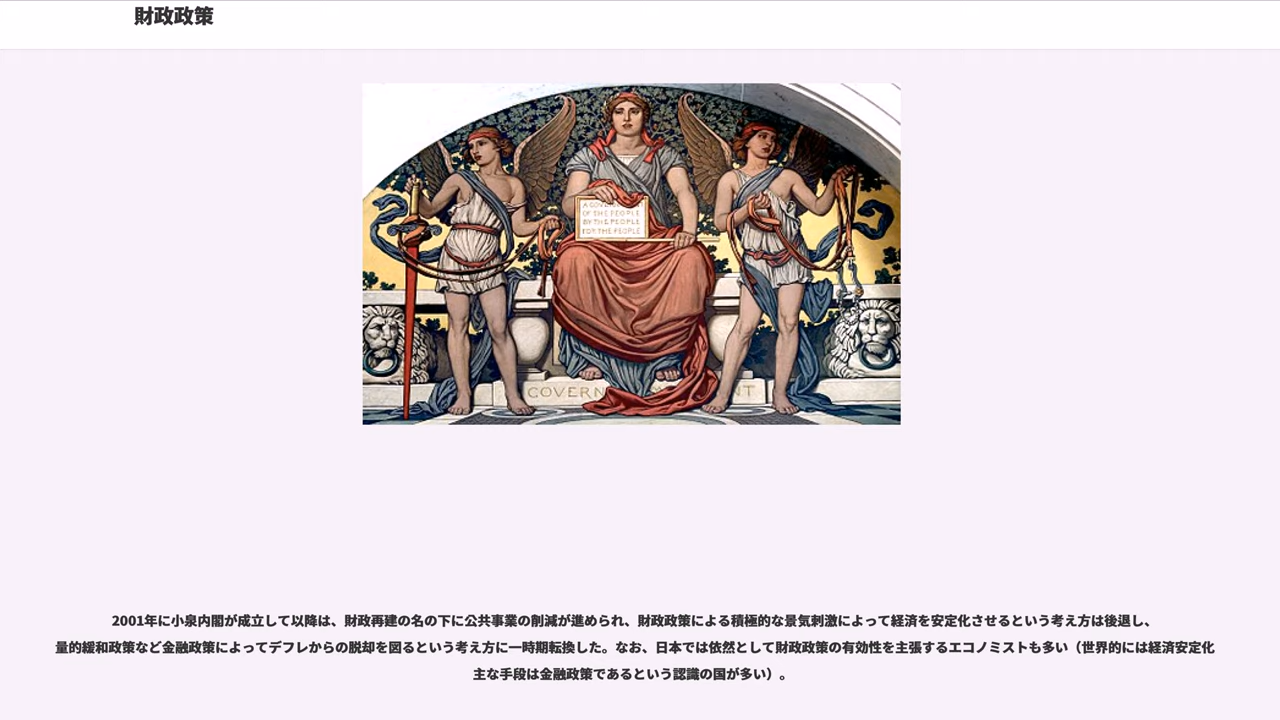 財政政策
A GOVE
OF THE PEOPLE
BY THE PEOPLE
FOR THE PEOPLE
GOVERN NT
2001年に小泉内閣が成立して以降は、財政再建の名の下に公共事業の削減が進められ、財政政策による積極的な景気刺激によって経済を安定化させるという考え方は後退し、
量的緩和政策など金融政策によってデフレからの脱却を図るという考え方に一時期転換した。なお、日本では依然として財政政策の有効性を主張するエコノミストも多い（世界的には経済安定化
主な手段は金融政策であるという認識の国が多い）。